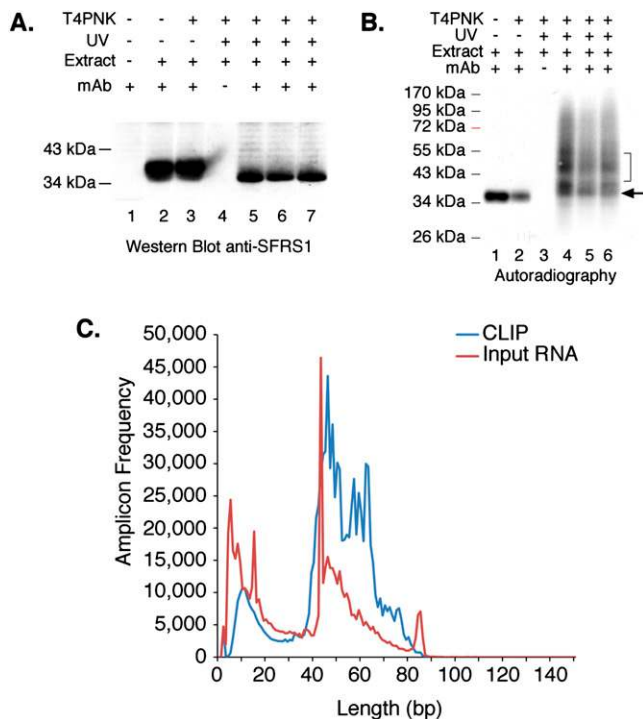 A.
T4PNK - - + + + + +
UV - - - + + + +
Extract - + + + + + +
mAb + + + - + + +
43 kDa
34 kDa
1 2 3 4 5 6 7
Western Blot anti-SFRS1
B.
T4PNK - + + + + +
UV - - + + + +
Extract + + + + + +
mAb + + - + + +
170 kDa
95 kDa
72 kDa
55 kDa
43 kDa
34 kDa
26 kDa
1 2 3 4 5 6
Autoradiography
C.
50,000
45,000
40,000
35,000
30,000
25,000
20,000
15,000
10,000
5,000
0
Amplicon Frequency
CLIP
Input RNA
0 20 40 60 80 100 120 140
Length (bp)